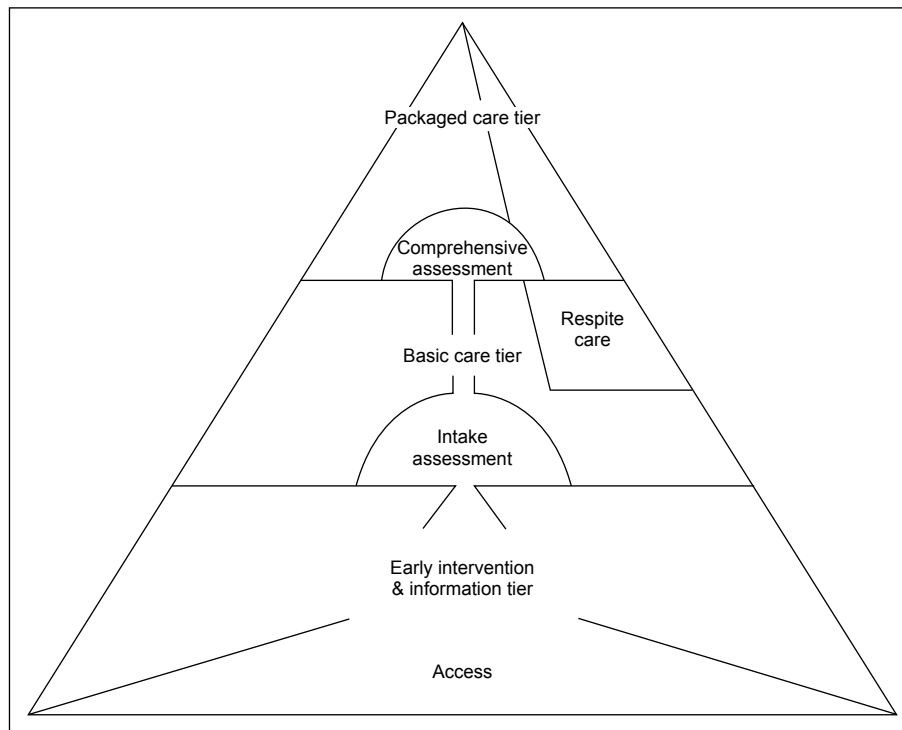 Packaged care tier
Comprehensive
assessment
Respite
care
Basic care tier
Intake
assessment
Early intervention
& information tier
Access